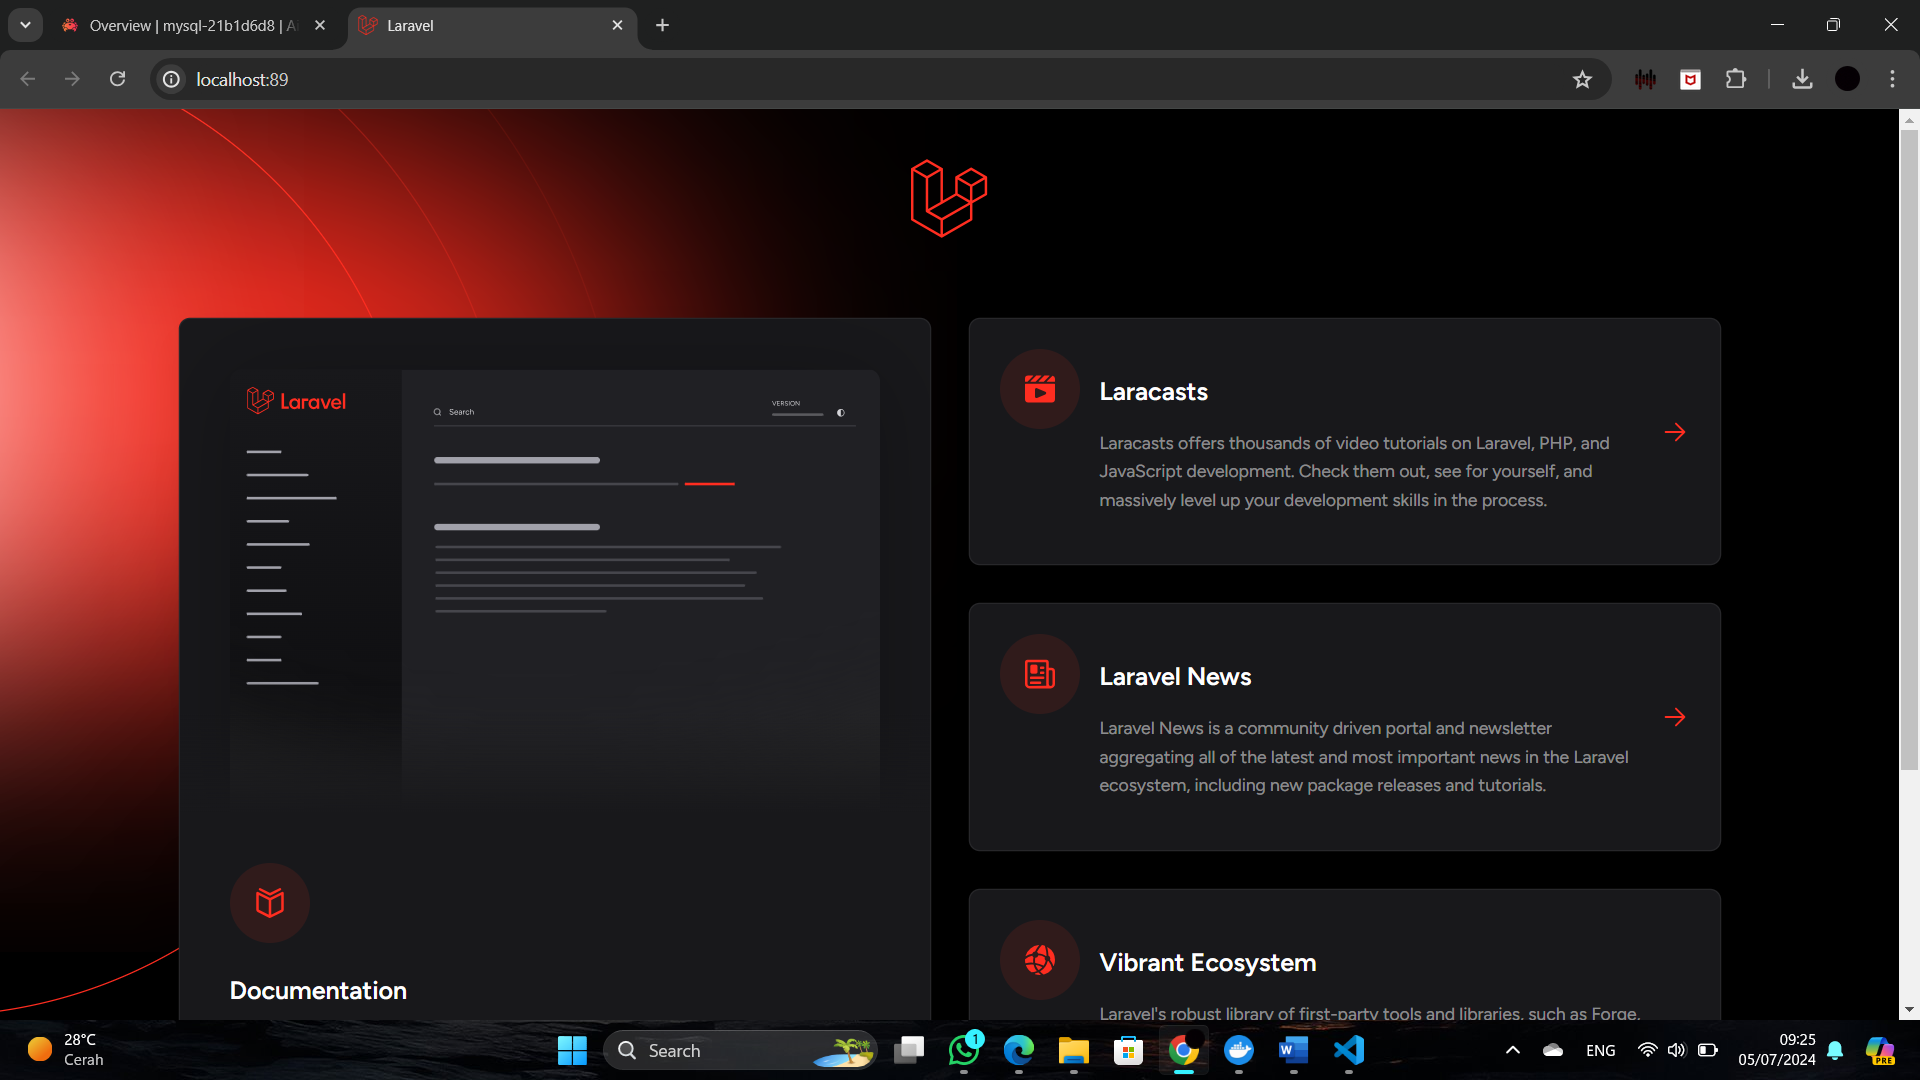 Overview | mysql-21b1d6d8 | Ai
Laravel
localhost:89
Laravel
Search
VERSION
Documentation
Laracasts
Laracasts offers thousands of video tutorials on Laravel, PHP, and
JavaScript development. Check them out, see for yourself, and
massively level up your development skills in the process.
Laravel News
Laravel News is a community driven portal and newsletter
aggregating all of the latest and most important news in the Laravel
ecosystem, including new package releases and tutorials.
Vibrant Ecosystem
Laravel's robust library of first-party tools and libraries, such as Forge,
28°C
Cerah
Search
1
W
ENG
09:25
05/07/2024
PRE